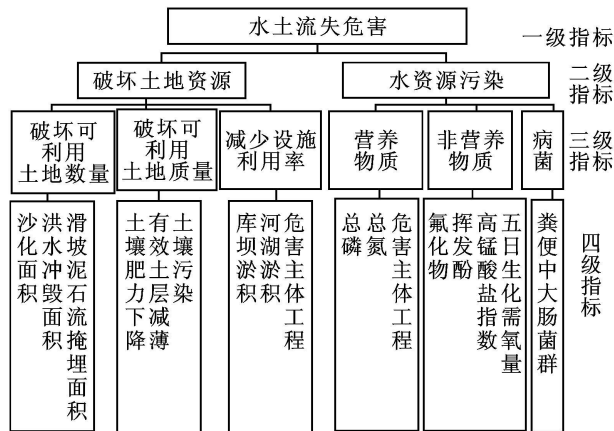 水土流失危害
一级指标
破坏土地资源
水资源污染
二级
指标
破坏可
利用
土地数量
破坏可
利用
土地质量
减少设施
利用率
营养
物质
非营养
物质
病
菌
三级
指标
沙化面积
洪水冲毁面积
滑坡泥石流掩埋面积
土壤肥力下降
有效土层减薄
土壤污染
库坝淤积
河湖淤积
危害主体工程
总磷
总氮
危害主体工程
氟化物
挥发酚
高锰酸盐指数
五日生化需氧量
粪便中大肠菌群
四级指标